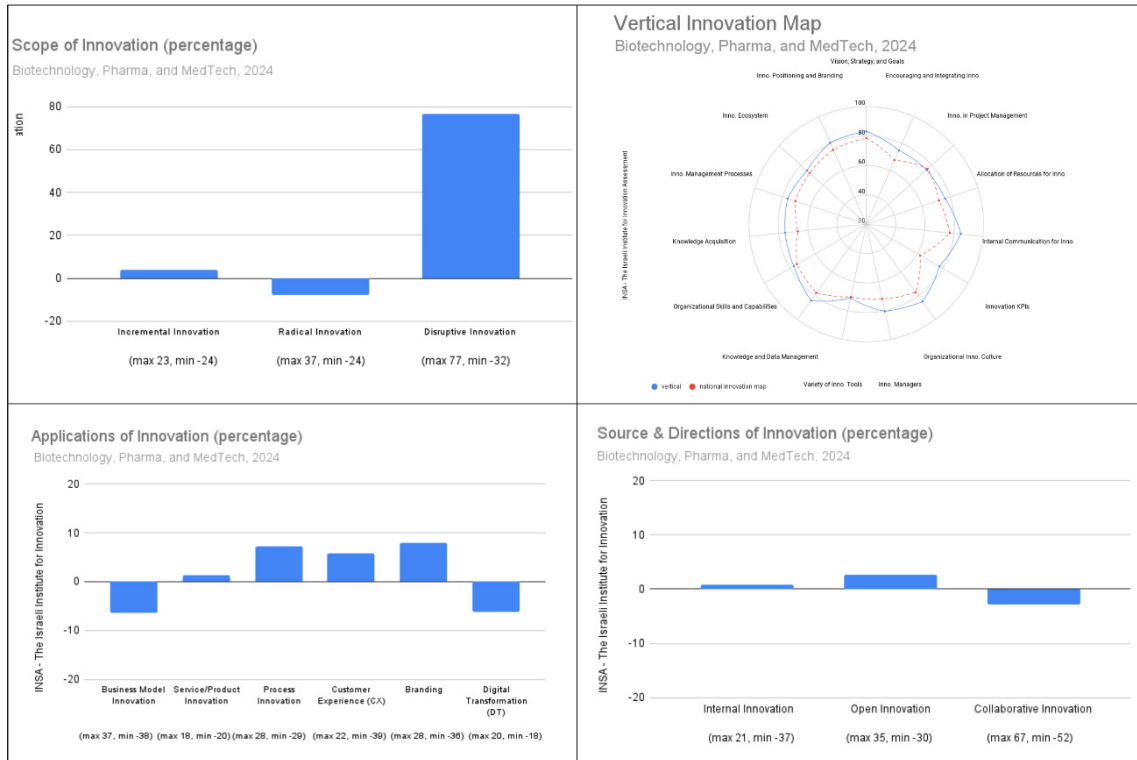 Scope of Innovation (percentage)
Biotechnology, Pharma, and MedTech, 2024
80
60
40
20
0
-20
Incremental Innovation
Radical Innovation
Disruptive Innovation
(max 23, min -24)
(max 37, min -24)
(max 77, min -32)
Vertical Innovation Map
Biotechnology, Pharma, and MedTech, 2024
Vision, Strategy, and Goals
Inno. Positioning and Branding
Encouraging and Integrating Inno.
Inno. Ecosystem
Inno. in Project Management
Inno. Management Processes
Allocation of Resources for Inno.
Knowledge Acquisition
Internal Communication for Inno.
Organizational Skills and Capabilities
Innovation KPIs
Knowledge and Data Management
Organizational Inno. Culture
Variety of Inno. Tools
Inno. Managers
100
80
60
40
20
INSA - The Israeli Institute for Innovation Assessment
vertical
national innovation map
Applications of Innovation (percentage)
Biotechnology, Pharma, and MedTech, 2024
INSA - The Israeli Institute for Innovation
20
10
0
-10
-20
Business Model
Innovation
Service/Product
Innovation
Process
Innovation
Customer
Experience (CX)
Branding
Digital
Transformation
(DT)
(max 37, min -38)
(max 18, min -20)
(max 28, min -29)
(max 22, min -39)
(max 28, min -36)
(max 20, min -18)
Source & Directions of Innovation (percentage)
Biotechnology, Pharma, and MedTech, 2024
INSA - The Israeli Institute for Innovation
20
10
0
-10
-20
Internal Innovation
Open Innovation
Collaborative Innovation
(max 21, min -37)
(max 35, min -30)
(max 67, min -52)